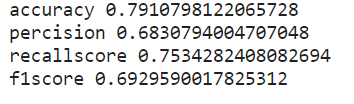 accuracy 0.7910798122065728
percision 0.6830794004707048
recallscore 0.7534282408082694
f1score 0.6929590017825312